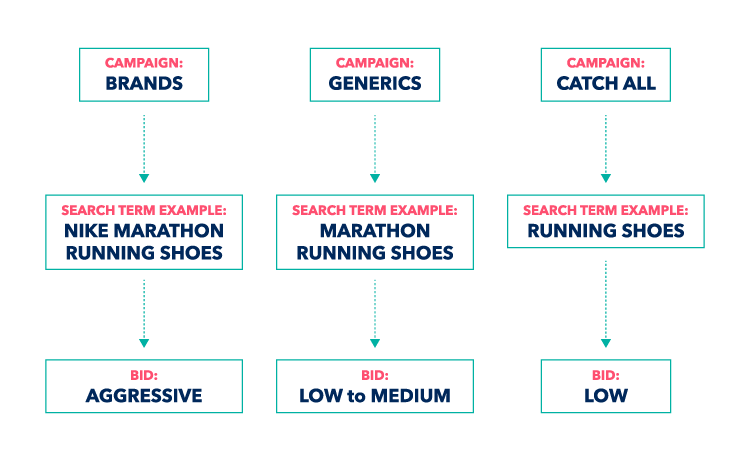 CAMPAIGN:
BRANDS
SEARCH TERM EXAMPLE:
NIKE MARATHON
RUNNING SHOES
BID:
AGGRESSIVE
CAMPAIGN:
GENERICS
SEARCH TERM EXAMPLE:
MARATHON
RUNNING SHOES
BID:
LOW to MEDIUM
CAMPAIGN:
CATCH ALL
SEARCH TERM EXAMPLE:
RUNNING SHOES
BID:
LOW